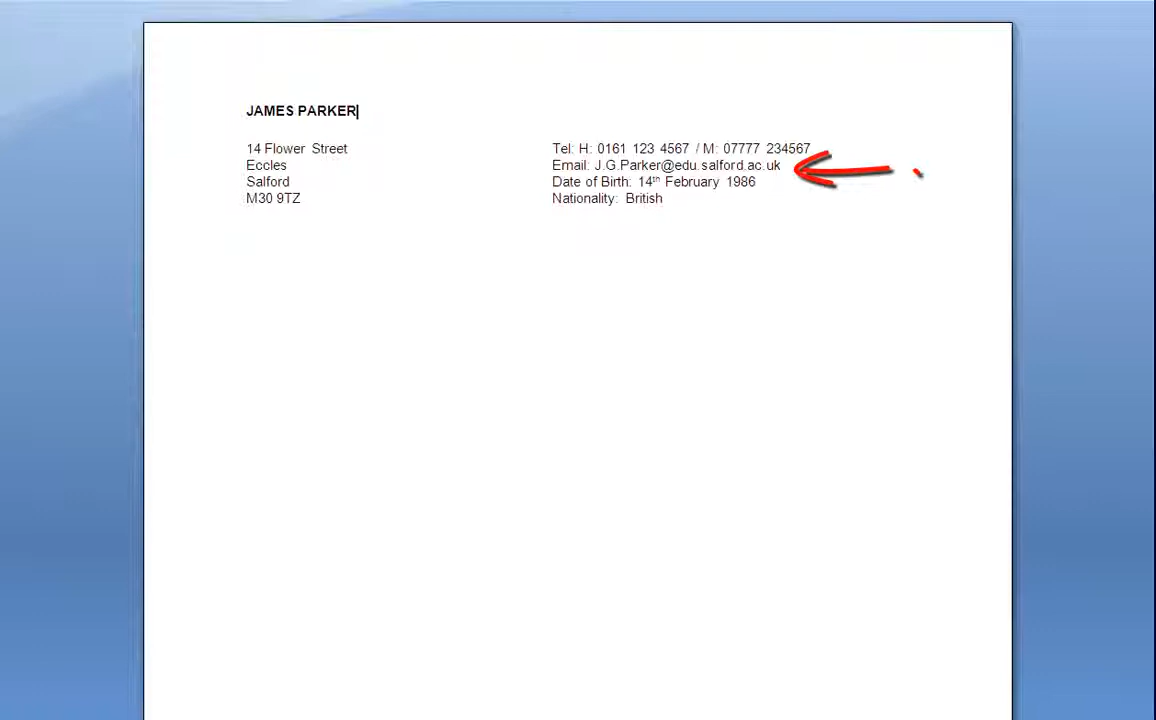 JAMES PARKER
14 Flower Street
Eccles
Salford
M30 9TZ
Tel: H: 0161 123 4567 / M: 07777 234567
Email: J.G.Parker@edu.salford.ac.uk
Date of Birth: 14th February 1986
Nationality: British